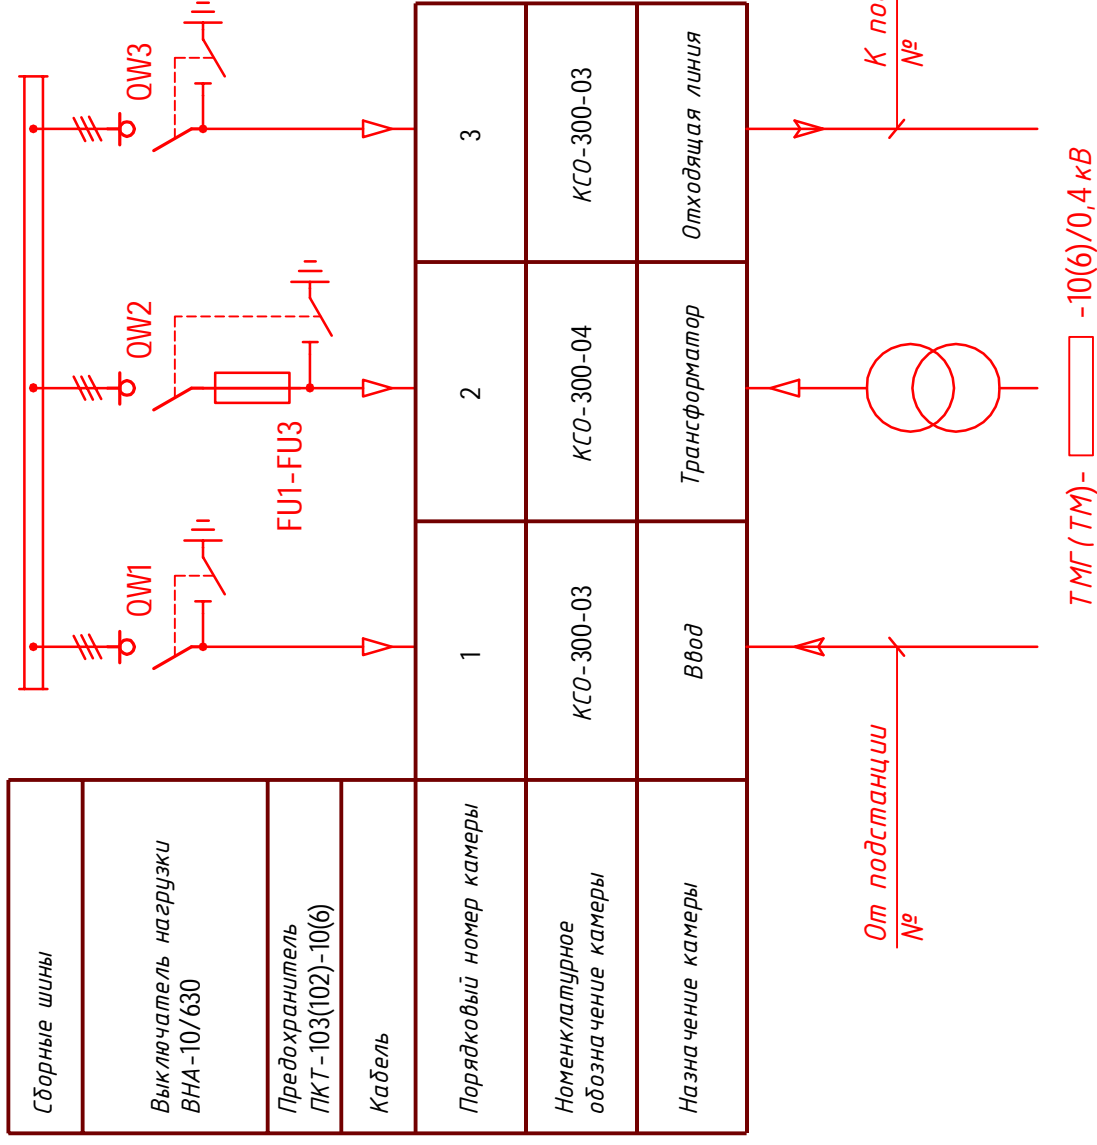 Сборные шины
Выключатель нагрузки
ВНА-10/630
Предохранитель
ПКТ-103(102)-10(6)
Кабель
QW1
QW2
QW3
FU1-FU3
Порядковый номер камеры
1
2
3
Номенклатурное
обозначение камеры
КСО-300-03
КСО-300-04
КСО-300-03
Назначение камеры
Ввод
Трансформатор
Отходящая линия
От подстанции
№
К по
№
ТМГ(ТМ)- -10(6)/0,4 кВ